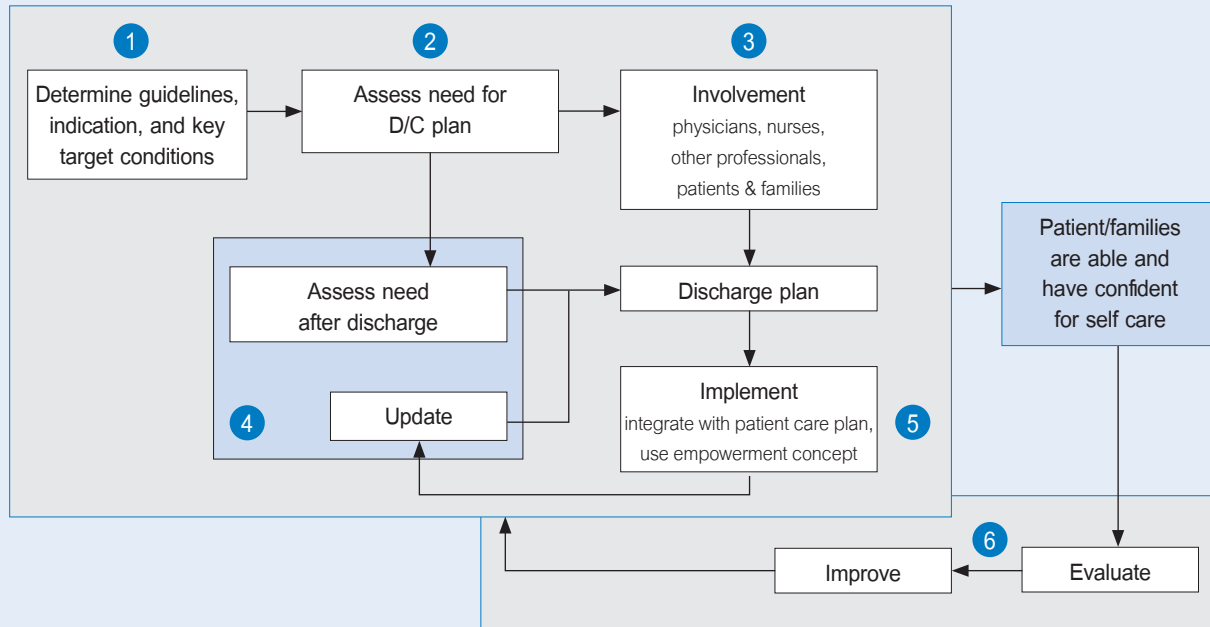 1
Determine guidelines,
indication, and key
target conditions
2
Assess need for
D/C plan
3
Involvement
physicians, nurses,
other professionals,
patients & families
Assess need
after discharge
Discharge plan
Patient/families
are able and
have confident
for self care
4
Update
Implement
integrate with patient care plan,
use empowerment concept
5
6
Improve
Evaluate